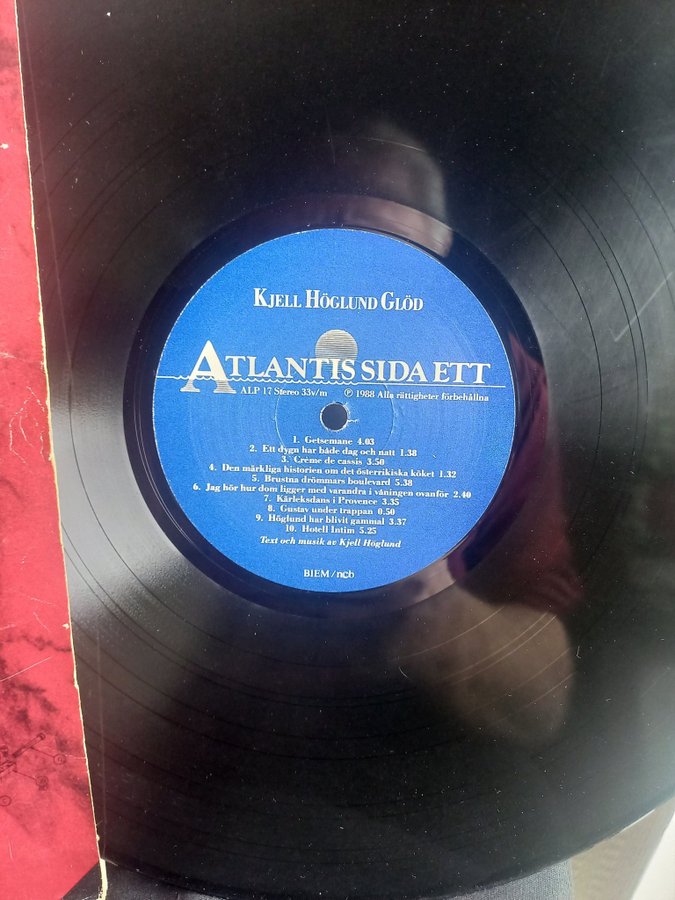 KJELL HÖGLUND GLÖD
ATLANTIS SIDA ETT
ALP 17 Stereo 33v/m ℗ 1988 Alla rättigheter förbehållna
1. Getsemane 4.03
2. Ett dygn har både dag och natt 1.38
3. Crème de cassis 3.50
4. Den märkliga historien om det österrikiska köket 1.32
5. Brustna drömmars boulevard 5.38
6. Jag hör hur dom ligger med varandra i våningen ovanför 2.40
7. Kärleksdans i Provence 3.35
8. Gustav under trappan 0.50
9. Höglund har blivit gammal 3.37
10. Hotell Intim 5.25
Text och musik av Kjell Höglund
BIEM/ncb